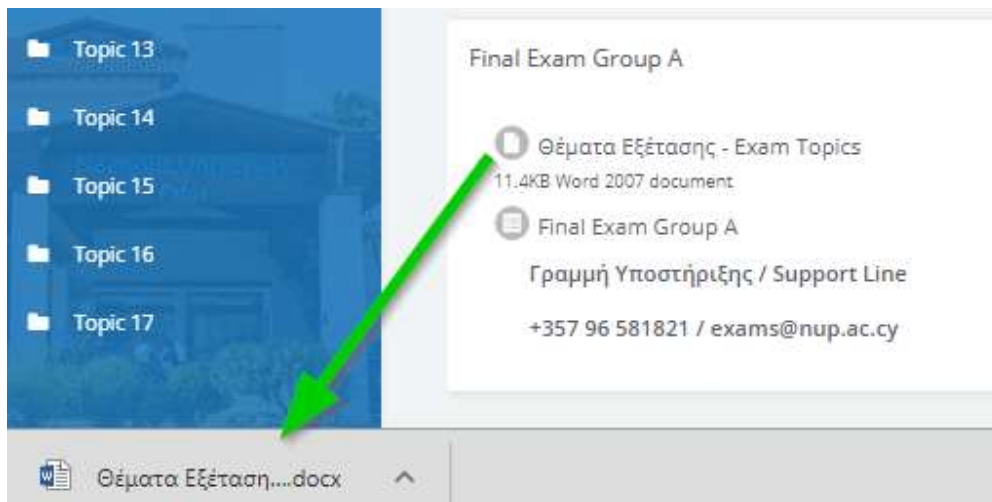 Topic 13
Topic 14
Topic 15
Topic 16
Topic 17
Final Exam Group A
Θέματα Εξέτασης - Exam Topics
11.4KB Word 2007 document
Final Exam Group A
Γραμμή Υποστήριξης / Support Line
+357 96 581821 / exams@nup.ac.cy
Θέματα Εξέταση....docx